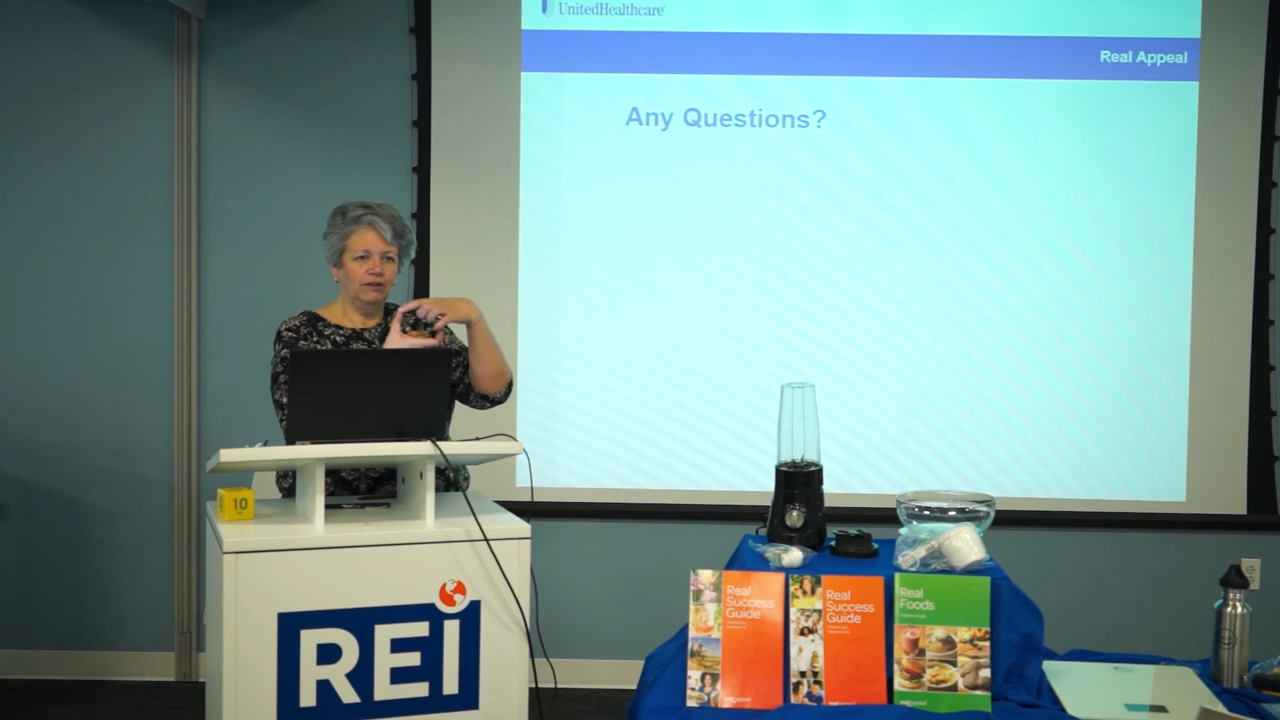 UnitedHealthcare
Real Appeal
Any Questions?
10
REI
Real
Success
Guide
Real
Success
Guide
Real
Foods